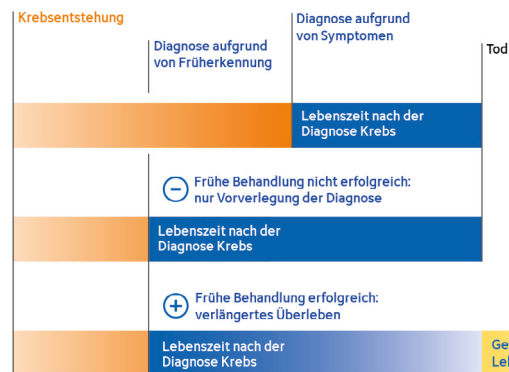 Krebsentstehung
Diagnose aufgrund
von Symptomen
Diagnose aufgrund
von Früherkennung
Tod
Lebenszeit nach der
Diagnose Krebs
Frühe Behandlung nicht erfolgreich:
nur Vorverlegung der Diagnose
Lebenszeit nach der
Diagnose Krebs
Frühe Behandlung erfolgreich:
verlängertes Überleben
Lebenszeit nach der
Diagnose Krebs